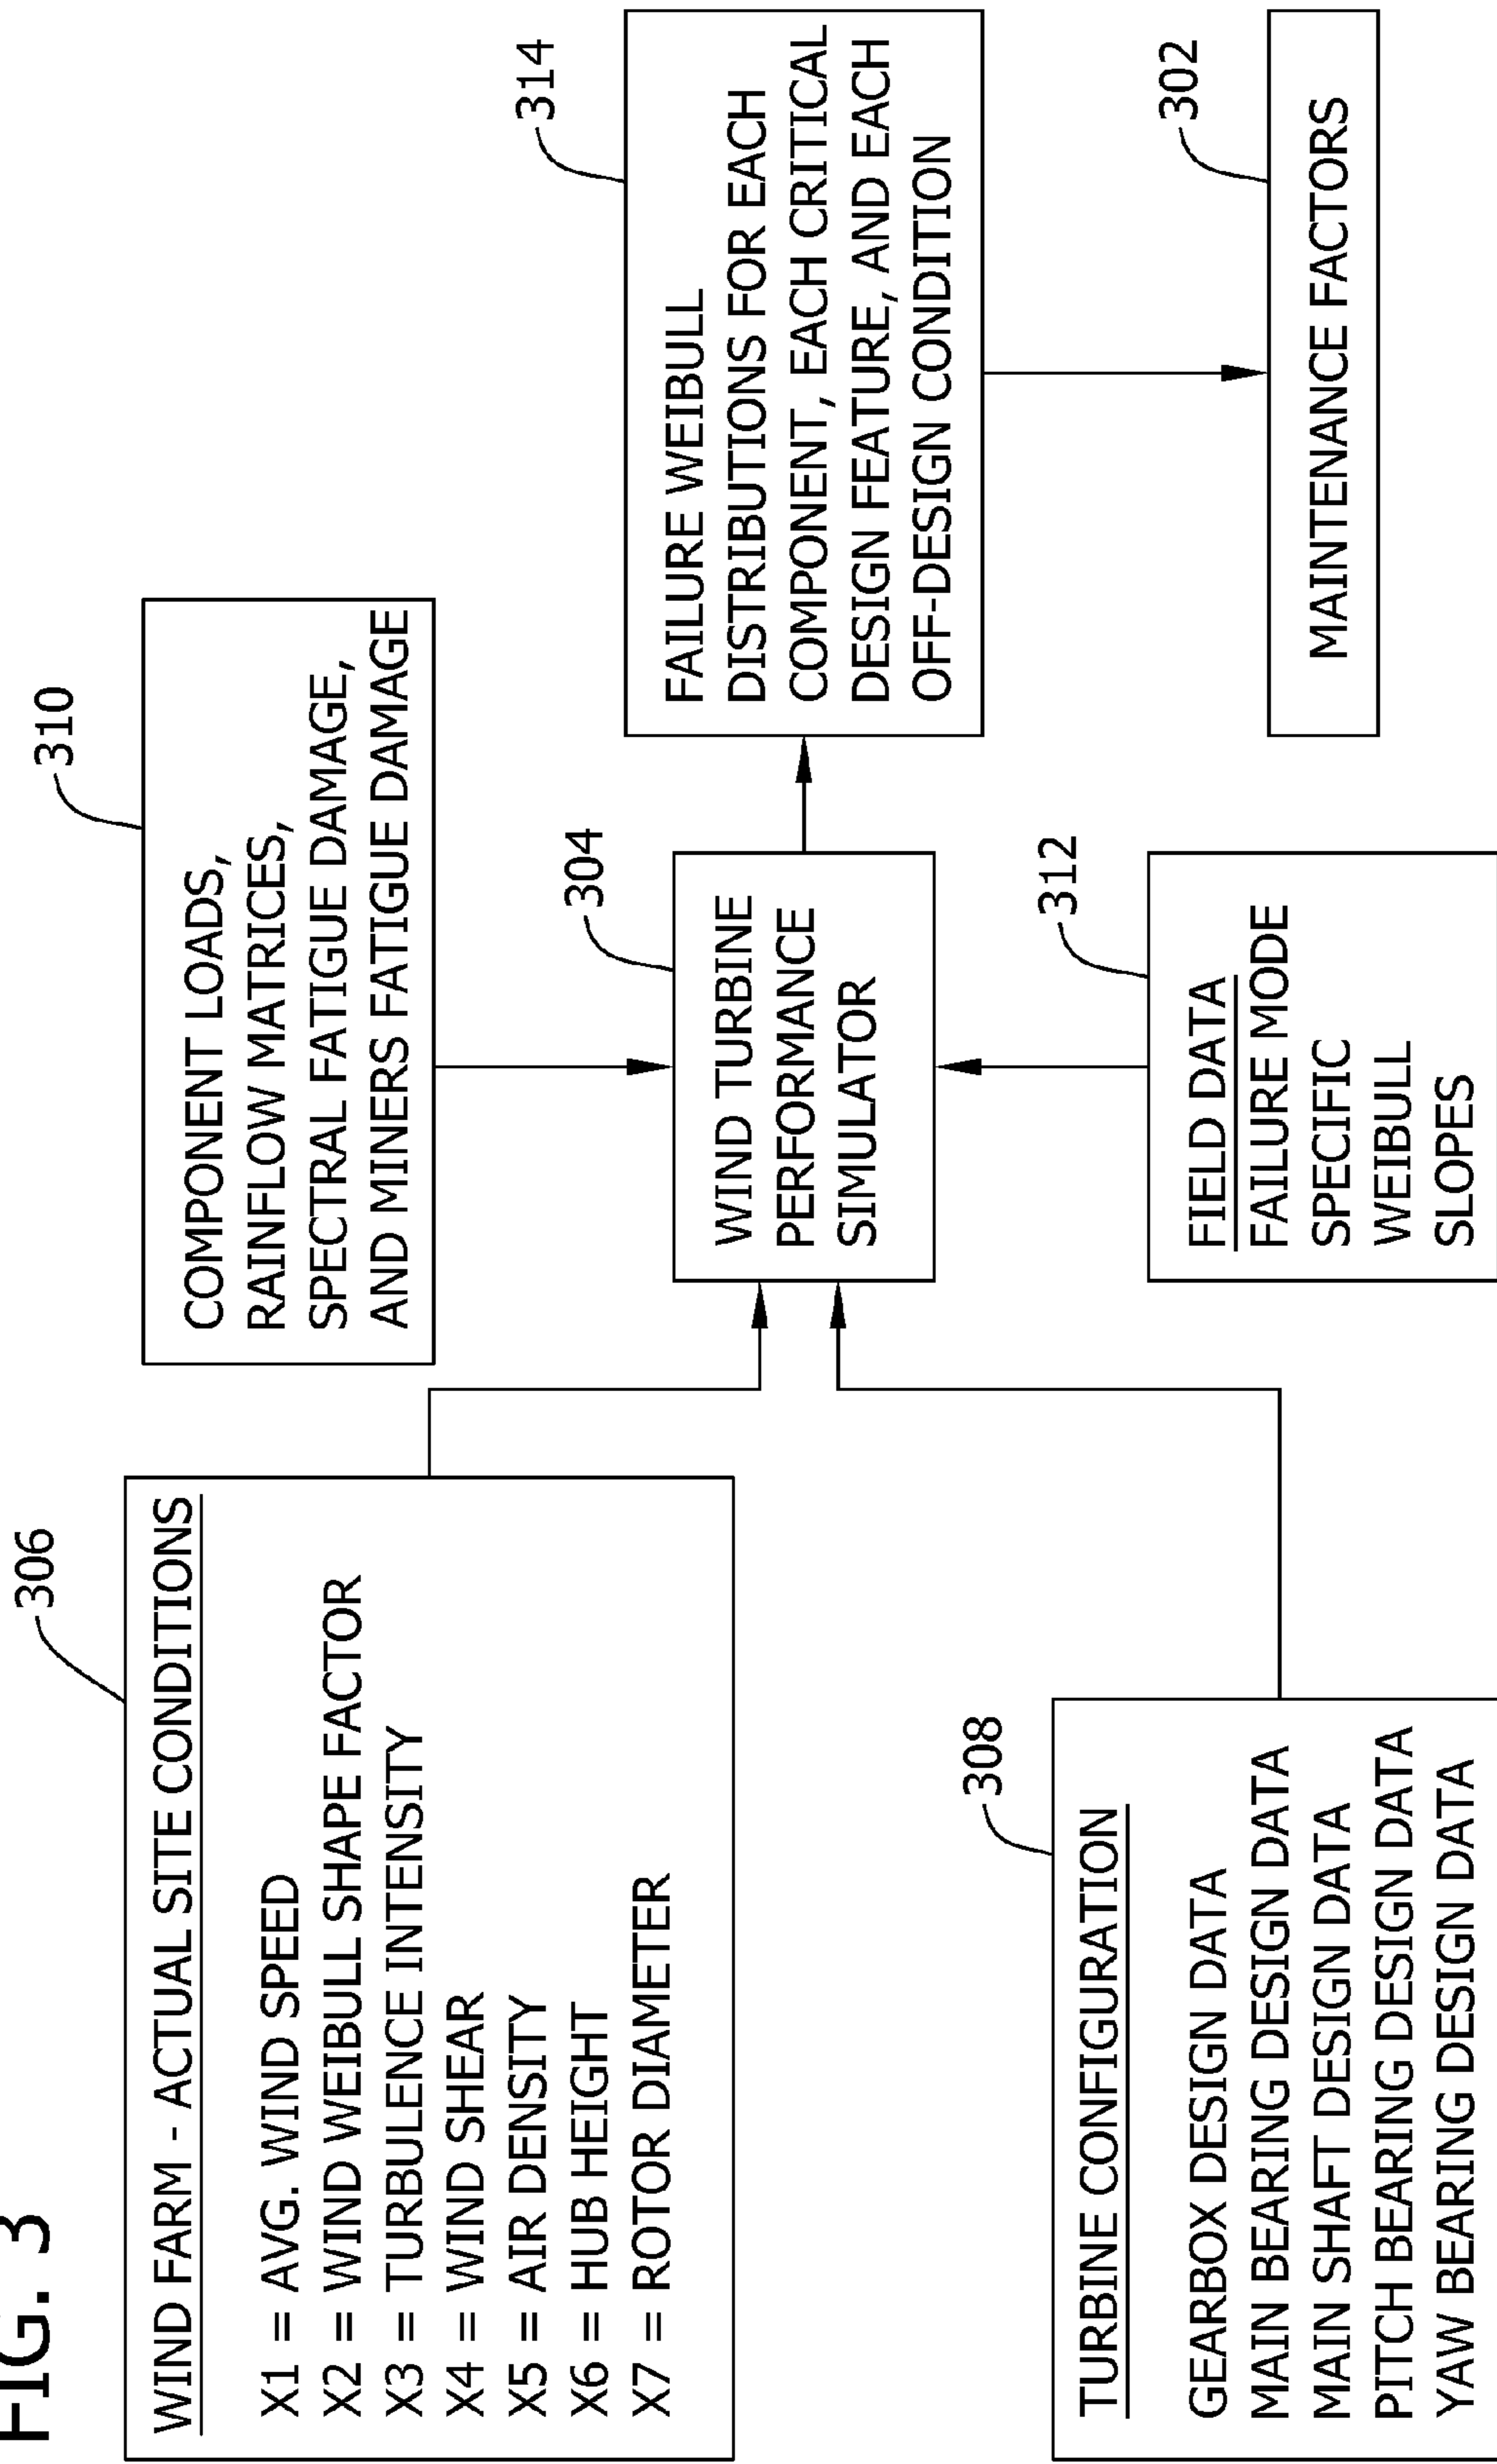 FIG. 3
306
WIND FARM - ACTUAL SITE CONDITIONS
X1 = AVG. WIND SPEED
X2 = WIND WEIBULL SHAPE FACTOR
X3 = TURBULENCE INTENSITY
X4 = WIND SHEAR
X5 = AIR DENSITY
X6 = HUB HEIGHT
X7 = ROTOR DIAMETER
308
TURBINE CONFIGURATION
GEARBOX DESIGN DATA
MAIN BEARING DESIGN DATA
MAIN SHAFT DESIGN DATA
PITCH BEARING DESIGN DATA
YAW BEARING DESIGN DATA
310
COMPONENT LOADS,
RAINFLOW MATRICES,
SPECTRAL FATIGUE DAMAGE,
AND MINERS FATIGUE DAMAGE
304
WIND TURBINE
PERFORMANCE
SIMULATOR
312
FIELD DATA
FAILURE MODE
SPECIFIC
WEIBULL
SLOPES
314
FAILURE WEIBULL
DISTRIBUTIONS FOR EACH
COMPONENT, EACH CRITICAL
DESIGN FEATURE, AND EACH
OFF-DESIGN CONDITION
302
MAINTENANCE FACTORS